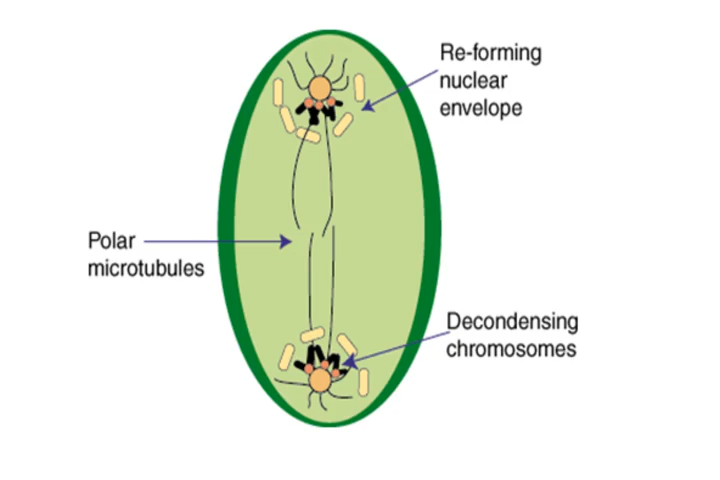 Re-forming
nuclear
envelope
Polar
microtubules
Decondensing
chromosomes